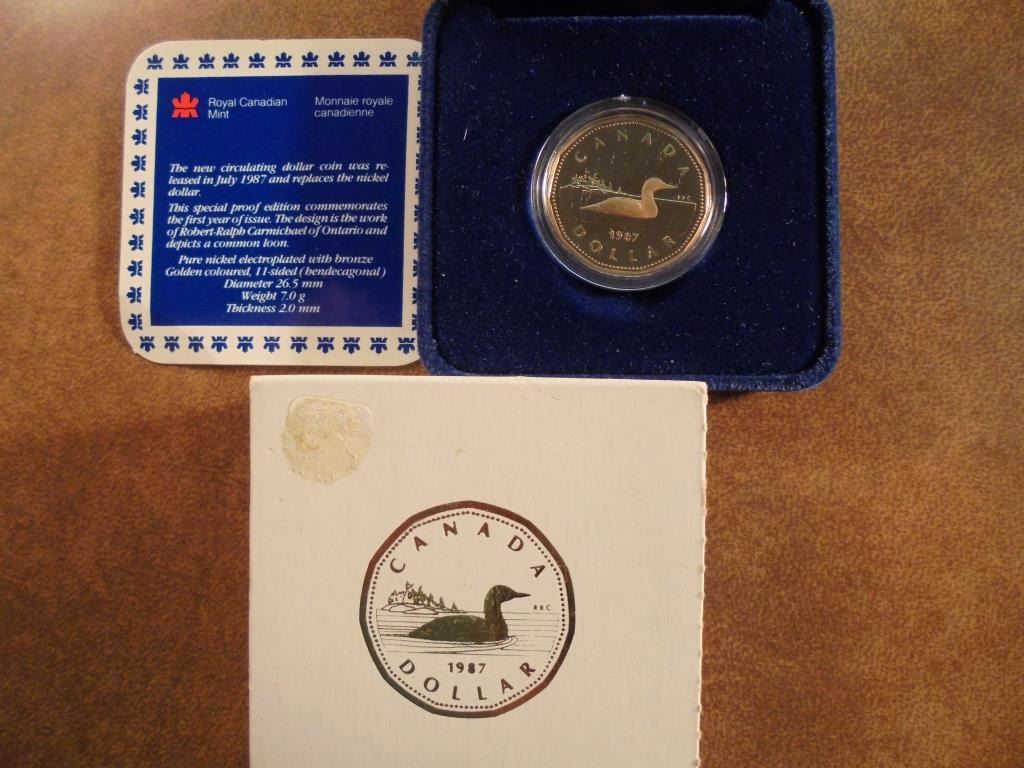 Royal Canadian
Mint
Monnaie royale
canadienne
The new circulating dollar coin was re-
leased in July 1987 and replaces the nickel
dollar.
This special proof edition commemorates
the first year of issue. The design is the work
of Robert-Ralph Carmichael of Ontario and
depicts a common loon.
Pure nickel electroplated with bronze
Golden coloured, 11-sided (hendecagonal)
Diameter 26.5 mm
Weight 7.0 g
Thickness 2.0 mm
CANADA
RRC
1987
DOLLAR
CANADA
RRC
1987
DOLLAR